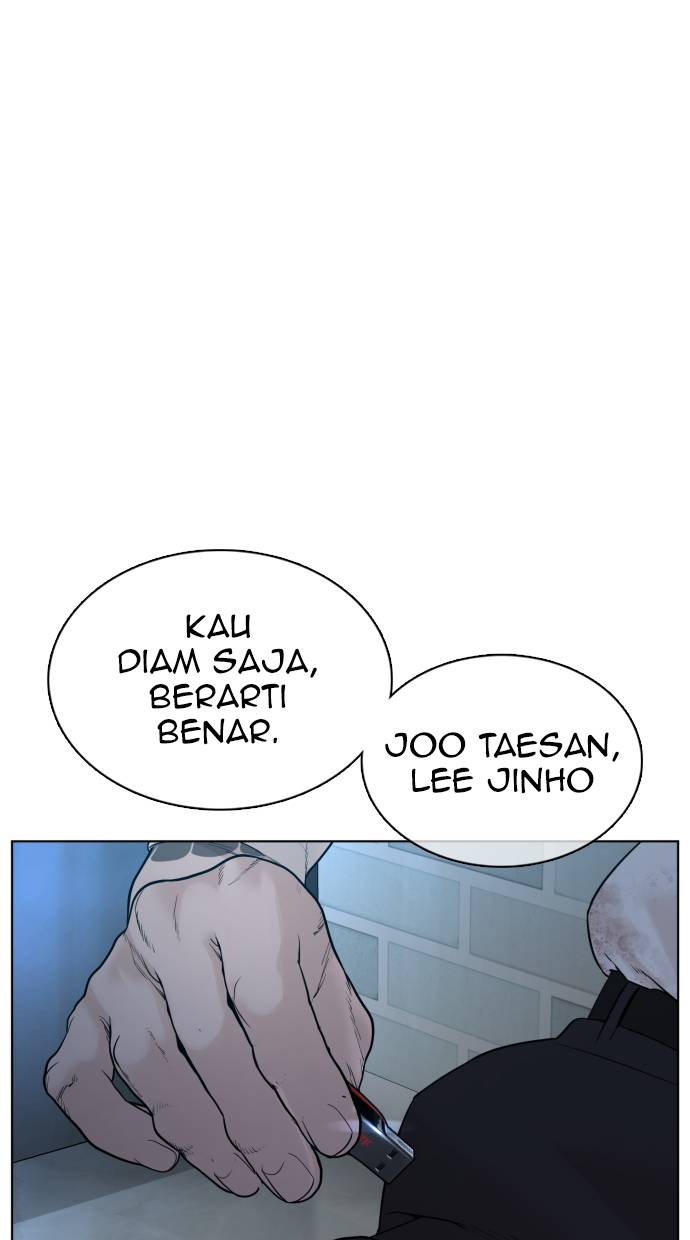 KAU
DIAM SAJA,
BERARTI
BENAR.
JOO TAESAN,
LEE JINHO